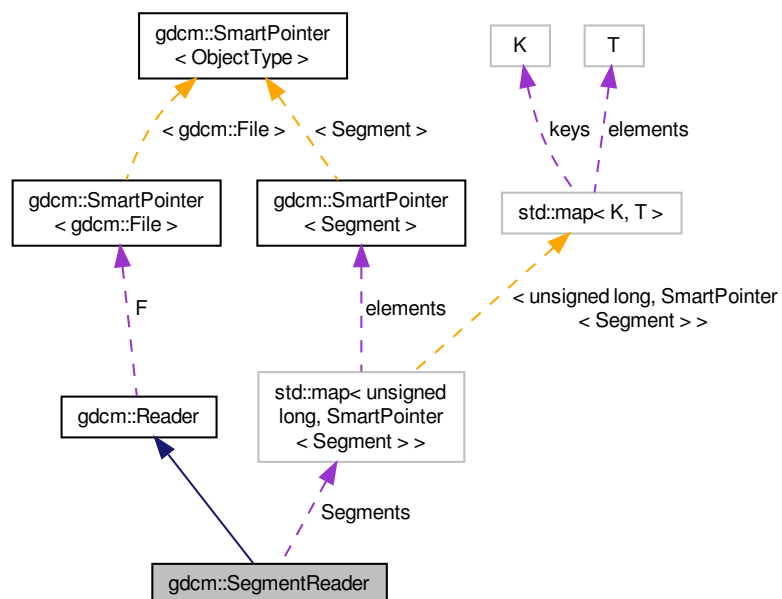 gdcm::SmartPointer
< ObjectType >
K
T
< gdcm::File >
< Segment >
keys
elements
gdcm::SmartPointer
< gdcm::File >
gdcm::SmartPointer
< Segment >
std::map< K, T >
F
elements
< unsigned long, SmartPointer
< Segment > >
gdcm::Reader
std::map< unsigned
long, SmartPointer
< Segment > >
Segments
gdcm::SegmentReader